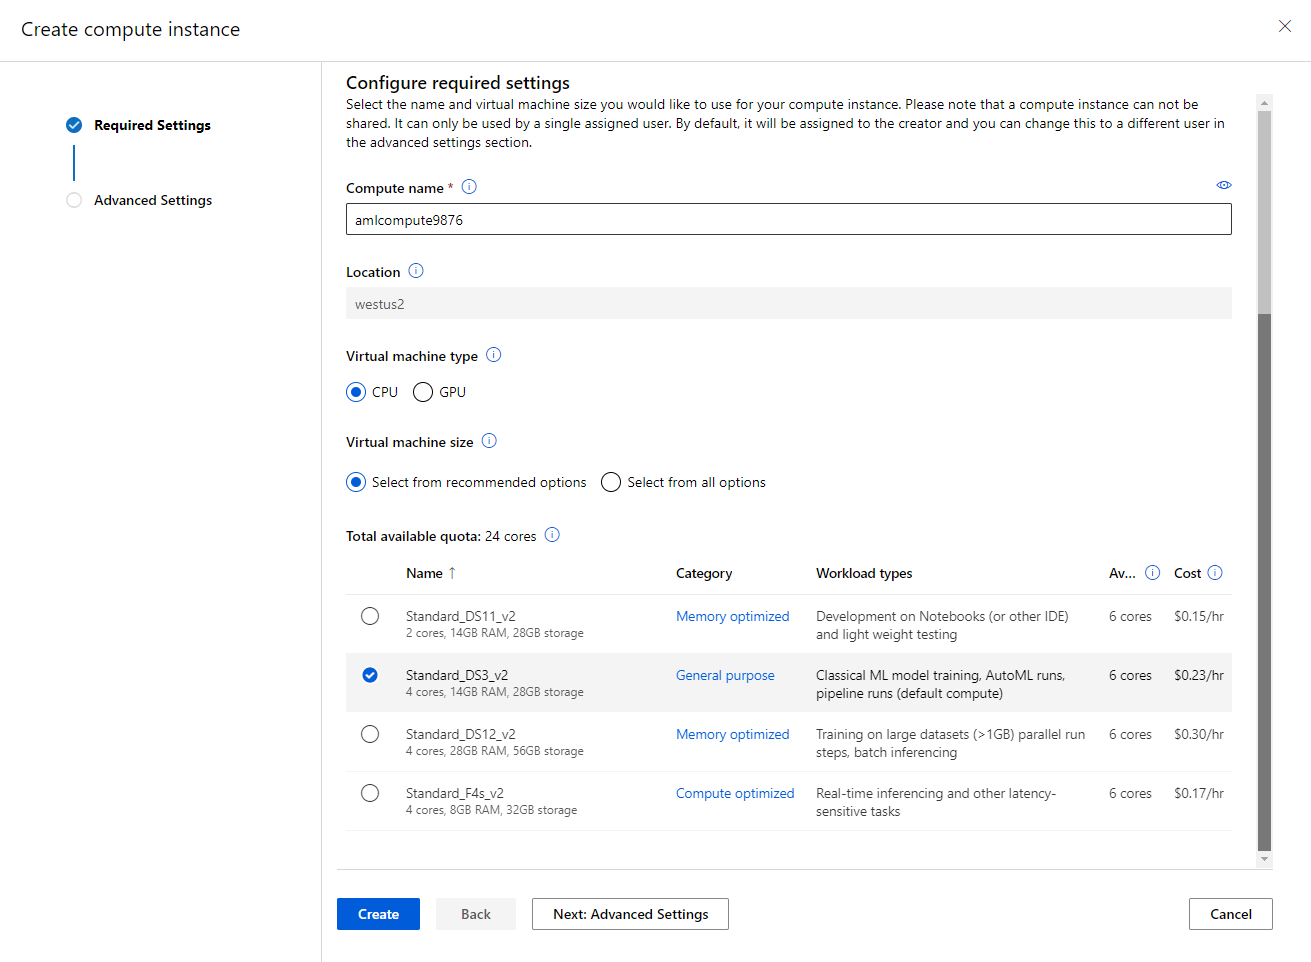 Create compute instance
Required Settings
Advanced Settings
Configure required settings
Select the name and virtual machine size you would like to use for your compute instance. Please note that a compute instance can not be
shared. It can only be used by a single assigned user. By default, it will be assigned to the creator and you can change this to a different user in
the advanced settings section.
Compute name *
amlcompute9876
Location
westus2
Virtual machine type
CPU GPU
Virtual machine size
Select from recommended options Select from all options
Total available quota: 24 cores
Name ↑ Category Workload types Av... Cost
Standard_DS11_v2 Memory optimized Development on Notebooks (or other IDE) 6 cores $0.15/hr
2 cores, 14GB RAM, 28GB storage and light weight testing
Standard_DS3_v2 General purpose Classical ML model training, AutoML runs, 6 cores $0.23/hr
4 cores, 14GB RAM, 28GB storage pipeline runs (default compute)
Standard_DS12_v2 Memory optimized Training on large datasets (>1GB) parallel run 6 cores $0.30/hr
4 cores, 28GB RAM, 56GB storage steps, batch inferencing
Standard_F4s_v2 Compute optimized Real-time inferencing and other latency- 6 cores $0.17/hr
4 cores, 8GB RAM, 32GB storage sensitive tasks
Create Back Next: Advanced Settings Cancel